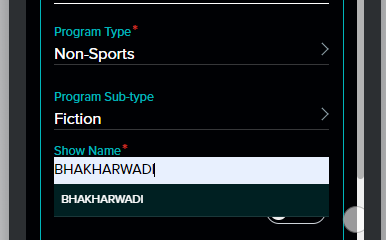 Program Type*
Non-Sports
Program Sub-type
Fiction
Show Name*
BHAKHARWADI
BHAKHARWADI